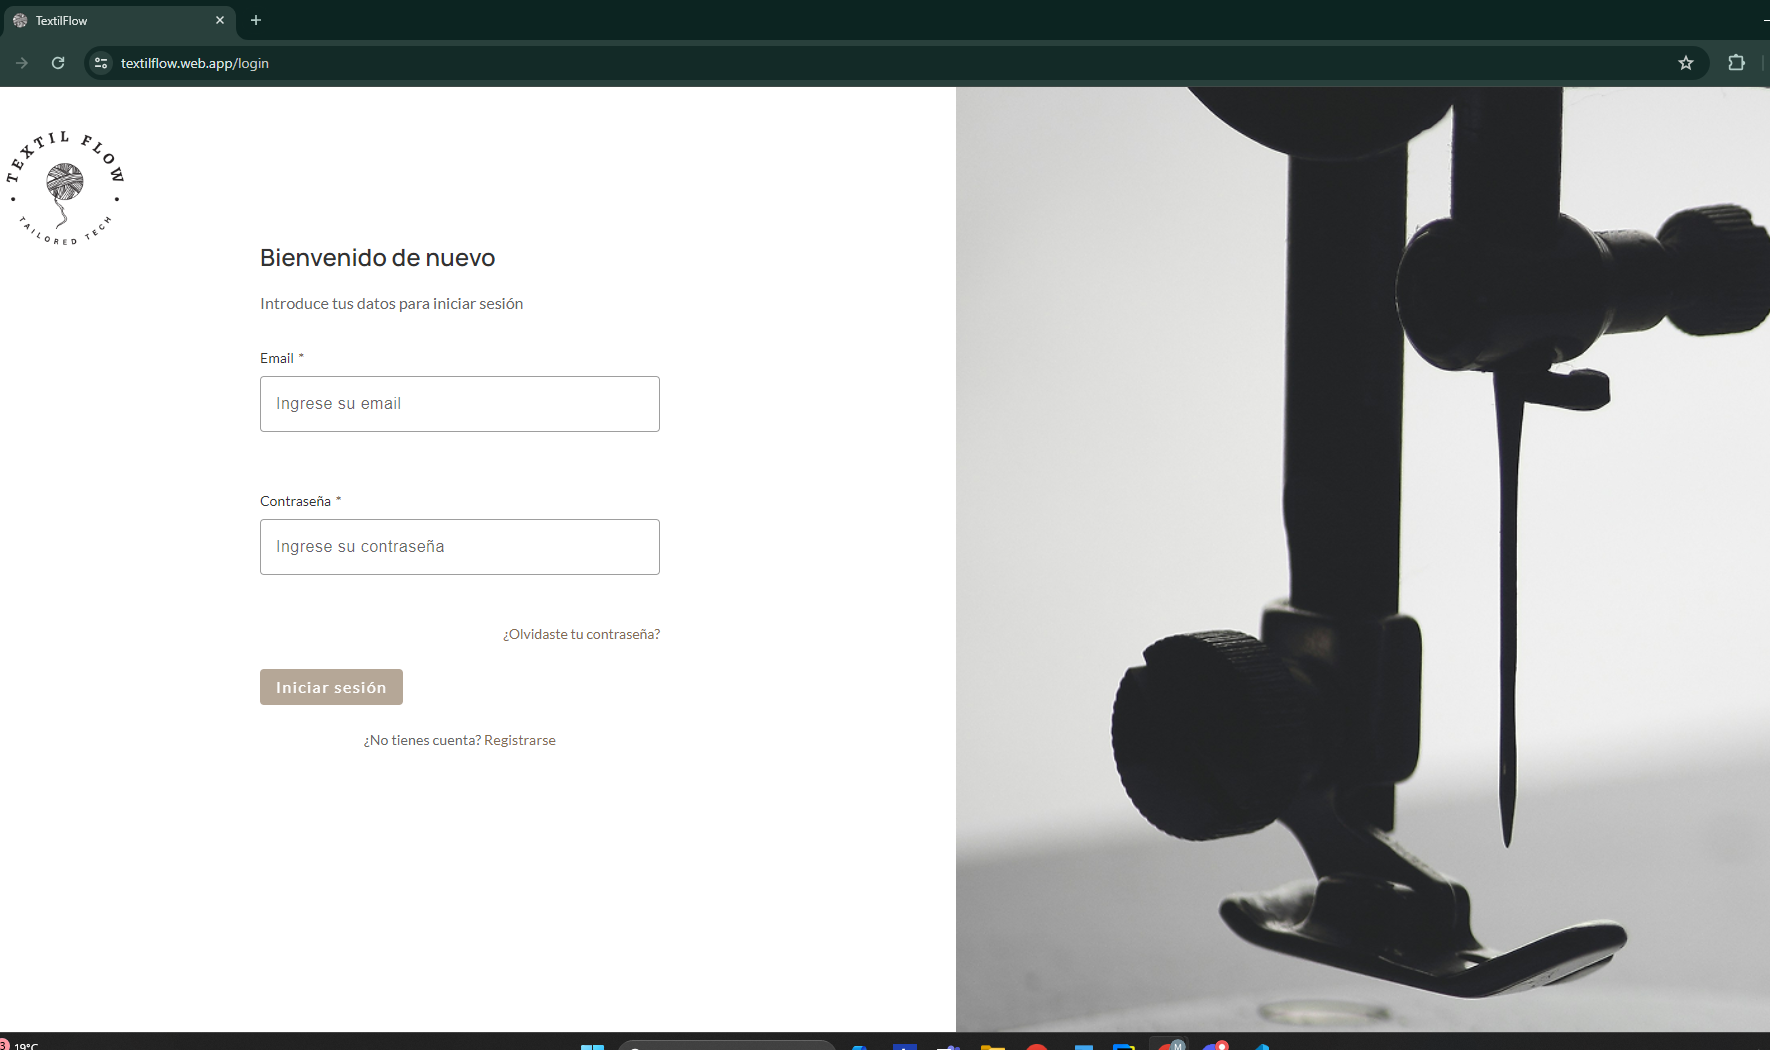 TextilFlow
textilflow.web.app/login
TEXTIL FLOW
TAILORED TECH
Bienvenido de nuevo
Introduce tus datos para iniciar sesión
Email *
Ingrese su email
Contraseña *
Ingrese su contraseña
¿Olvidaste tu contraseña?
Iniciar sesión
¿No tienes cuenta? Registrarse
3
19°C
M